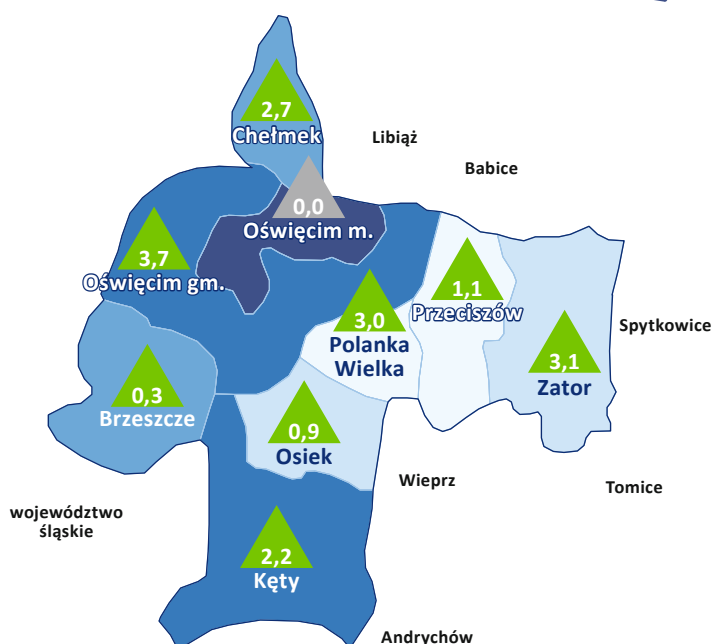 2,7
Chełmek
Libiąż
Babice
0,0
Oświęcim m.
3,7
Oświęcim gm.
1,1
Przeciszów
3,0
Polanka
Wielka
Spytkowice
3,1
Zator
0,3
Brzeszcze
0,9
Osiek
Wieprz
Tomice
województwo
śląskie
2,2
Kęty
Andrychów